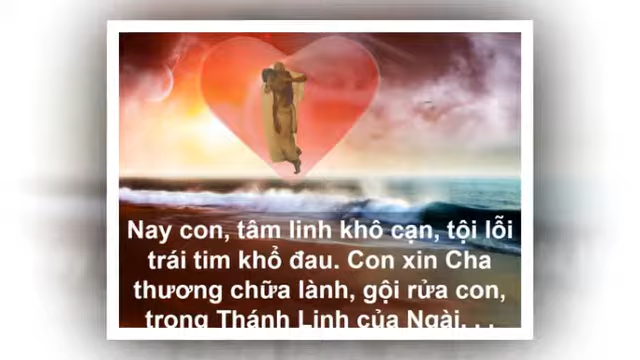 Nay con, tâm linh khô cạn, tội lỗi
trái tim khổ đau. Con xin Cha
thương chữa lành, gội rửa con,
trong Thánh Linh của Ngài. . .